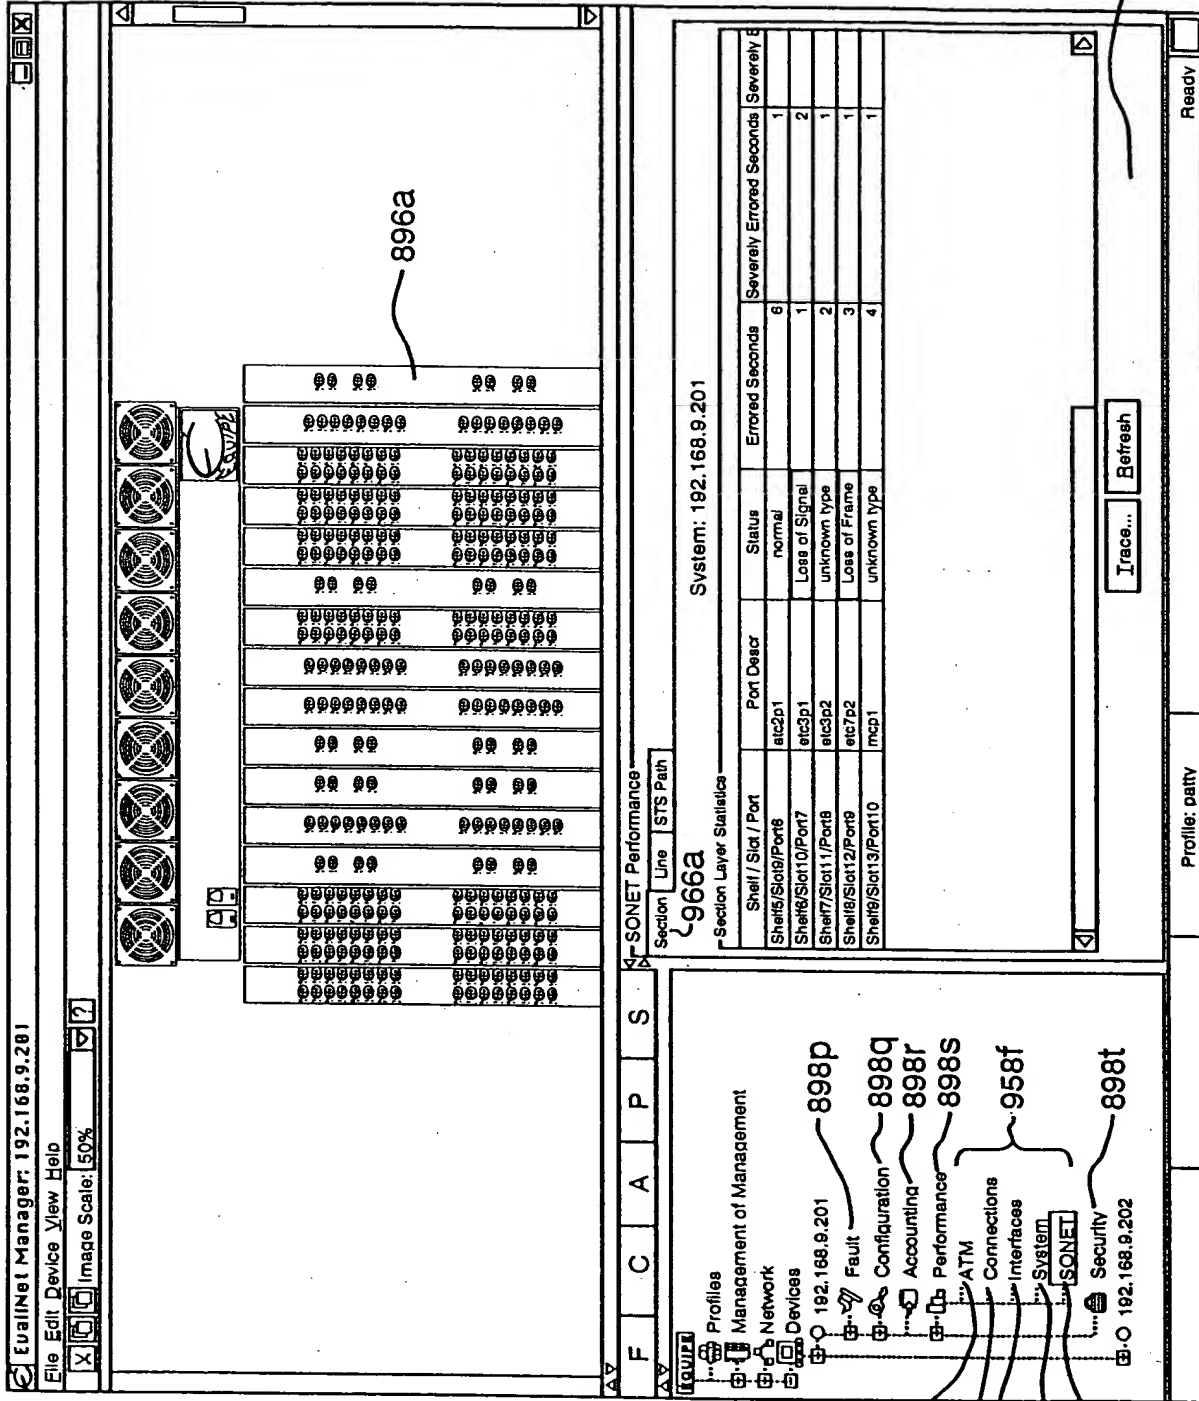 EualiNet Manager: 192.168.9.201
File Edit Device View Help
Image Scale: 50%
?
896a
F C A P S
EQUIPE
Profiles
Management of Management
Network
Devices
192.168.9.201
Fault
Configuration
Accounting
Performance
ATM
Connections
Interfaces
System
SONET
Security
192.168.9.202
898p
898q
898r
898s
958f
898t
SONET Performance
Section Line STS Path
966a
System: 192.168.9.201
Section Layer Statistics
Shelf / Slot / Port Port Descr Status Errored Seconds Severely Errored Seconds Severely E
Shelf5/Slot9/Port6 atc2p1 normal 6 1
Shelf6/Slot10/Port7 etc3p1 Loss of Signal 1 2
Shelf7/Slot11/Port8 etc3p2 unknown type 2 1
Shelf8/Slot12/Port9 etc7p2 Loss of Frame 3 1
Shelf9/Slot13/Port10 mcp1 unknown type 4 1
Trace... Refresh
Profile: patty
Ready